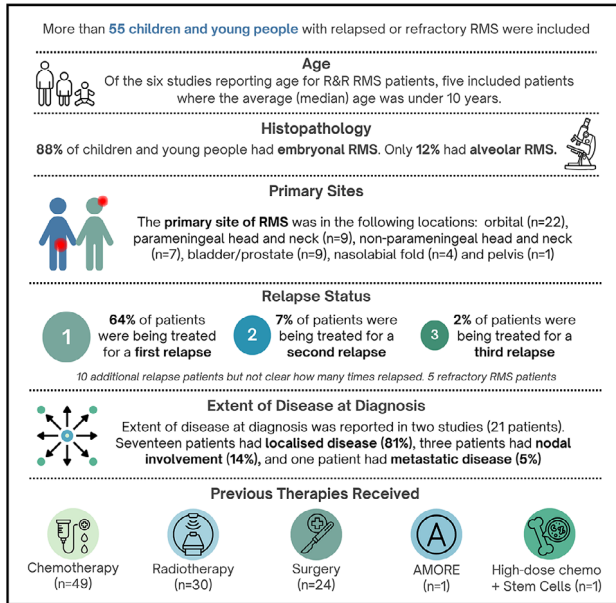 More than 55 children and young people with relapsed or refractory RMS were included
Age
Of the six studies reporting age for R&R RMS patients, five included patients
where the average (median) age was under 10 years.
Histopathology
88% of children and young people had embryonal RMS. Only 12% had alveolar RMS.
Primary Sites
The primary site of RMS was in the following locations: orbital (n=22),
parameningeal head and neck (n=9), non-parameningeal head and neck
(n=7), bladder/prostate (n=9), nasolabial fold (n=4) and pelvis (n=1)
Relapse Status
1
64% of patients
were being treated
for a first relapse
2
7% of patients were
being treated for a
second relapse
3
2% of patients were
being treated for a
third relapse
10 additional relapse patients but not clear how many times relapsed. 5 refractory RMS patients
Extent of Disease at Diagnosis
Extent of disease at diagnosis was reported in two studies (21 patients).
Seventeen patients had localised disease (81%), three patients had nodal
involvement (14%), and one patient had metastatic disease (5%)
Previous Therapies Received
Chemotherapy
(n=49)
Radiotherapy
(n=30)
Surgery
(n=24)
A
AMORE
(n=1)
High-dose chemo
+ Stem Cells (n=1)